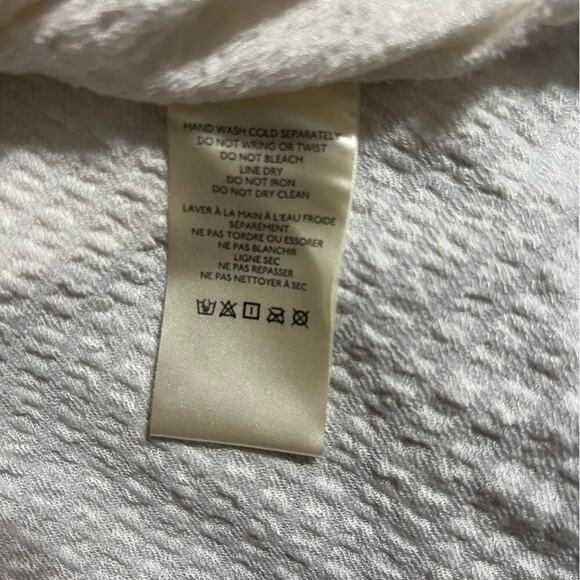 HAND WASH COLD SEPARATELY
DO NOT WRING OR TWIST
DO NOT BLEACH
LINE DRY
DO NOT IRON
DO NOT DRY CLEAN
LAVER À LA MAIN À L'EAU FROIDE
SÉPARÉMENT
NE PAS TORDRE OU ESSORER
NE PAS BLANCHIR
LIGNE SEC
NE PAS REPASSER
NE PAS NETTOYER À SEC